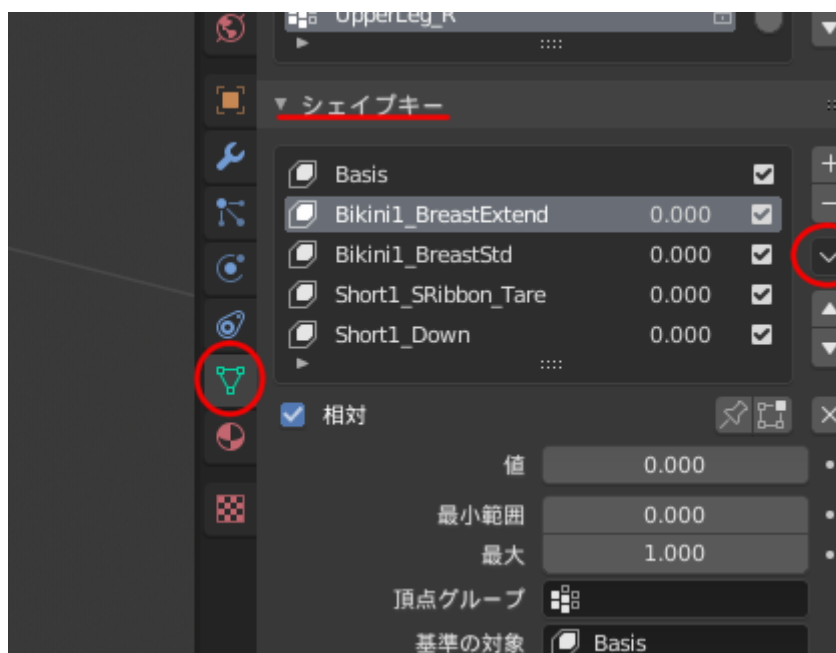 UpperLeg_R
シェイプキー
Basis
Bikini1_BreastExtend 0.000
Bikini1_BreastStd 0.000
Short1_SRibbon_Tare 0.000
Short1_Down 0.000
相対
値 0.000
最小範囲 0.000
最大 1.000
頂点グループ
基準の対象 Basis